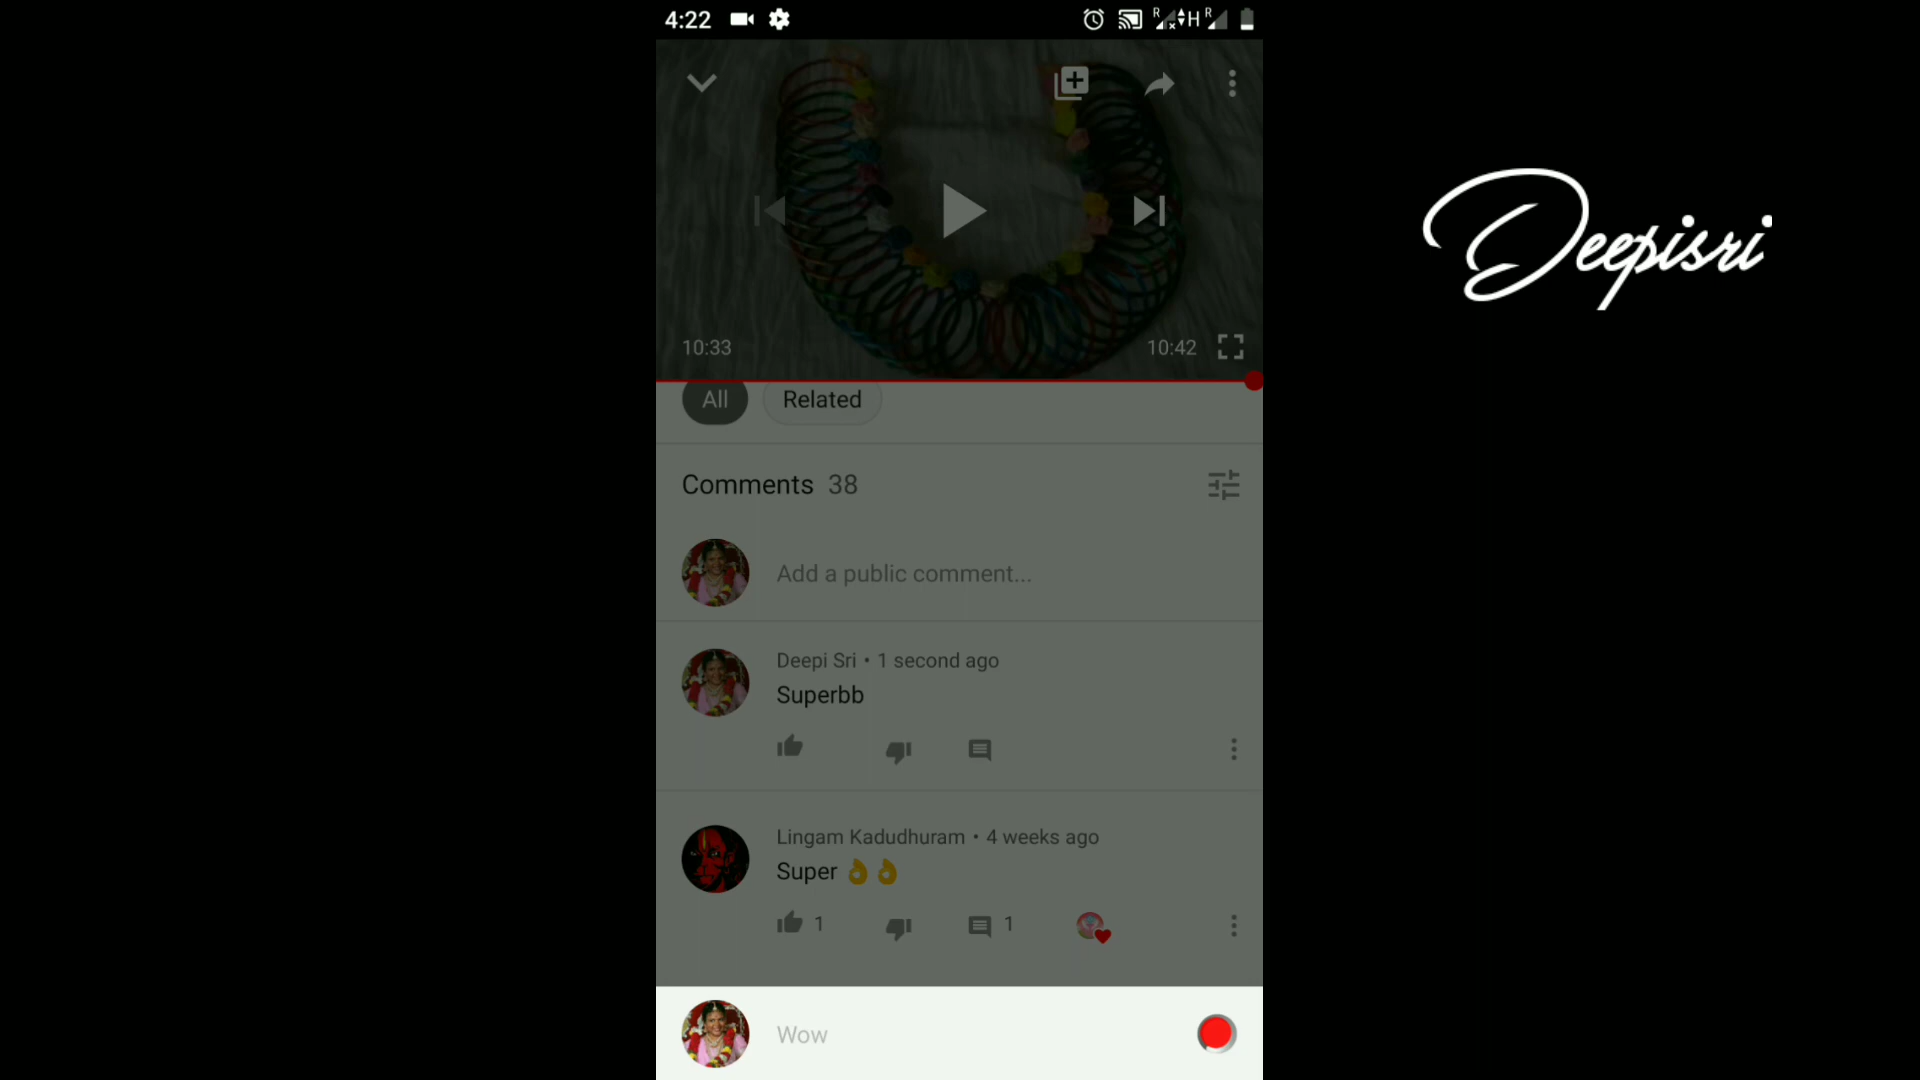 4:22
R H R
Deepisri
10:33
10:42
All Related
Comments 38
Add a public comment...
Deepi Sri • 1 second ago
Superbb
Lingam Kadudhuram • 4 weeks ago
Super 👌👌
1 1
Wow